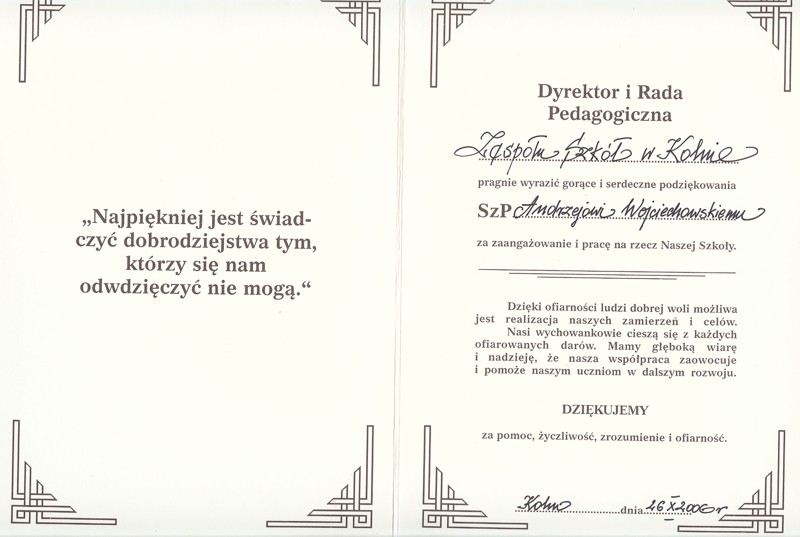 „Najpiękniej jest świad-
czyć dobrodziejstwa tym,
którzy się nam
odwdzięczyć nie mogą.“
Dyrektor i Rada
Pedagogiczna
Zespołu Szkół w Kolnie
pragnie wyrazić gorące i serdeczne podziękowania
SzP Andrzejowi Wojciechowskiemu
za zaangażowanie i pracę na rzecz Naszej Szkoły.
Dzięki ofiarności ludzi dobrej woli możliwa
jest realizacja naszych zamierzeń i celów.
Nasi wychowankowie cieszą się z każdych
ofiarowanych darów. Mamy głęboką wiarę
i nadzieję, że nasza współpraca zaowocuje
i pomoże naszym uczniom w dalszym rozwoju.
DZIĘKUJEMY
za pomoc, życzliwość, zrozumienie i ofiarność.
Kolno dnia 26 X 2006 r